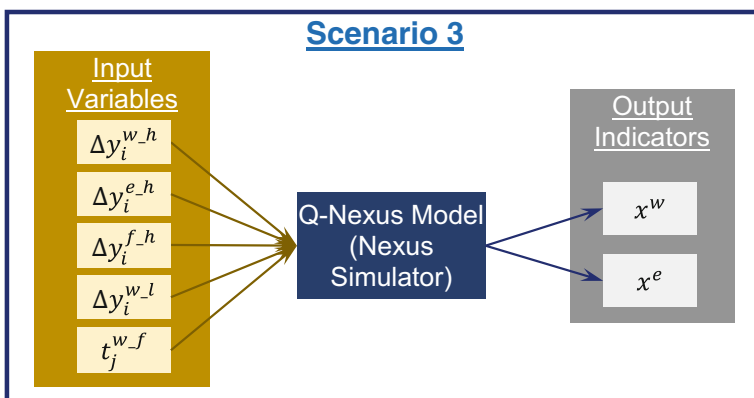 Scenario 3
Input
Variables
Δy_i^{w_h}
Δy_i^{e_h}
Δy_i^{f_h}
Δy_i^{w_l}
t_j^{w_f}
Q-Nexus Model
(Nexus
Simulator)
Output
Indicators
x^w
x^e